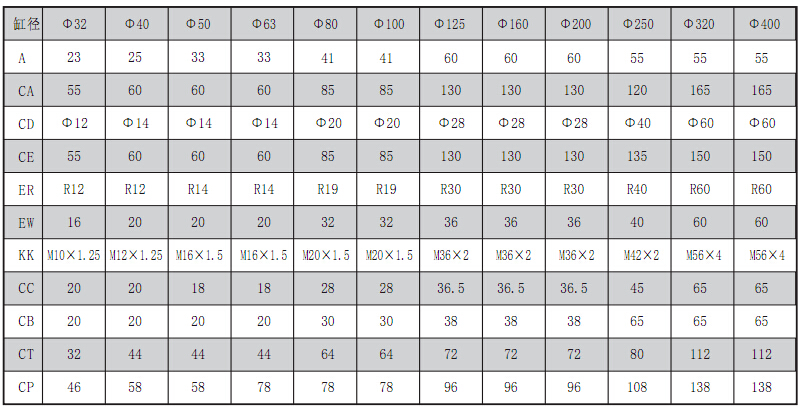 缸径 Φ32 Φ40 Φ50 Φ63 Φ80 Φ100 Φ125 Φ160 Φ200 Φ250 Φ320 Φ400
A 23 25 33 33 41 41 60 60 60 55 55 55
CA 55 60 60 60 85 85 130 130 130 120 165 165
CD Φ12 Φ14 Φ14 Φ14 Φ20 Φ20 Φ28 Φ28 Φ28 Φ40 Φ60 Φ60
CE 55 60 60 60 85 85 130 130 130 135 150 150
ER R12 R12 R14 R14 R19 R19 R30 R30 R30 R40 R60 R60
EW 16 20 20 20 32 32 36 36 36 40 60 60
KK M10×1.25 M12×1.25 M16×1.5 M16×1.5 M20×1.5 M20×1.5 M36×2 M36×2 M36×2 M42×2 M56×4 M56×4
CC 20 20 18 18 28 28 36.5 36.5 36.5 45 65 65
CB 20 20 20 20 30 30 38 38 38 65 65 65
CT 32 44 44 44 64 64 72 72 72 80 112 112
CP 46 58 58 78 78 78 96 96 96 108 138 138